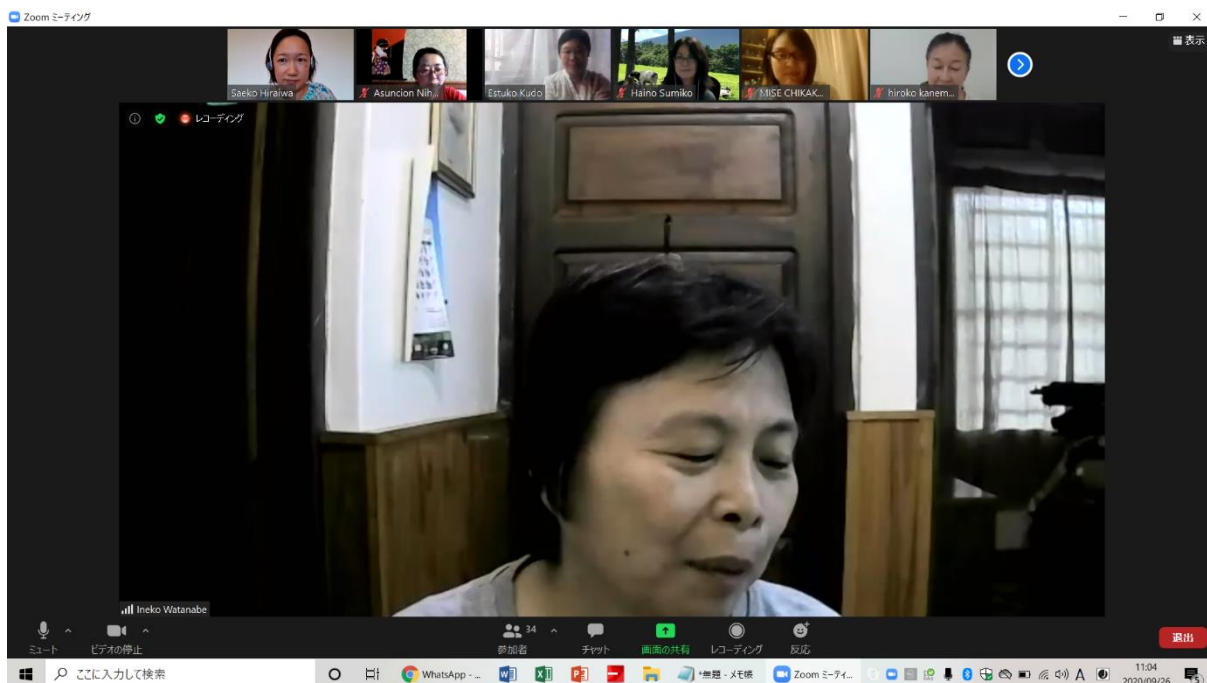 Zoom ミーティング
表示
Saeko Hiraiwa
Asuncion Nih...
Estuko Kudo
Haino Sumiko
MISE CHIKAK...
hiroko kanem...
レコーディング
Ineko Watanabe
ミュート
ビデオの停止
34
参加者
チャット
画面の共有
レコーディング
反応
退出
ここに入力して検索
WhatsApp - ...
*無題 - メモ帳
Zoom ミーティ...
A
11:04
2020/09/26
5